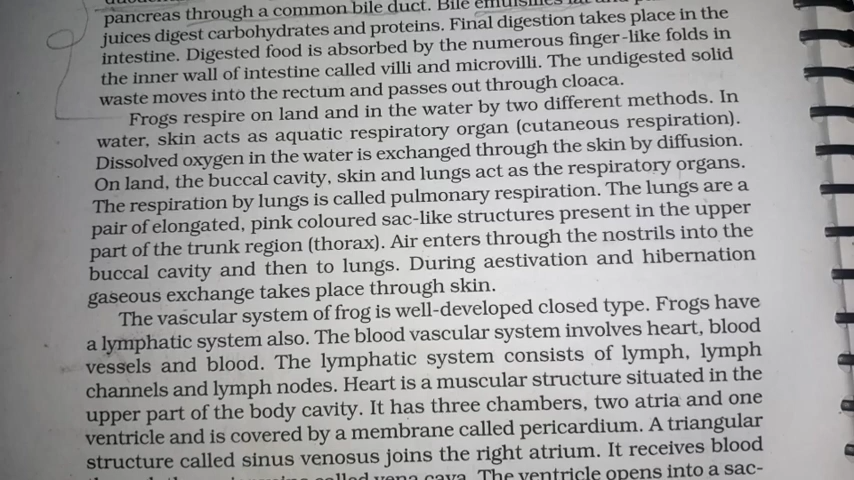 pancreas through a common bile duct. Bile emulsifies fat and
juices digest carbohydrates and proteins. Final digestion takes place in the
intestine. Digested food is absorbed by the numerous finger-like folds in
the inner wall of intestine called villi and microvilli. The undigested solid
waste moves into the rectum and passes out through cloaca.
Frogs respire on land and in the water by two different methods. In
water, skin acts as aquatic respiratory organ (cutaneous respiration).
Dissolved oxygen in the water is exchanged through the skin by diffusion.
On land, the buccal cavity, skin and lungs act as the respiratory organs.
The respiration by lungs is called pulmonary respiration. The lungs are a
pair of elongated, pink coloured sac-like structures present in the upper
part of the trunk region (thorax). Air enters through the nostrils into the
buccal cavity and then to lungs. During aestivation and hibernation
gaseous exchange takes place through skin.
The vascular system of frog is well-developed closed type. Frogs have
a lymphatic system also. The blood vascular system involves heart, blood
vessels and blood. The lymphatic system consists of lymph, lymph
channels and lymph nodes. Heart is a muscular structure situated in the
upper part of the body cavity. It has three chambers, two atria and one
ventricle and is covered by a membrane called pericardium. A triangular
structure called sinus venosus joins the right atrium. It receives blood
called vena cava. The ventricle opens into a sac-